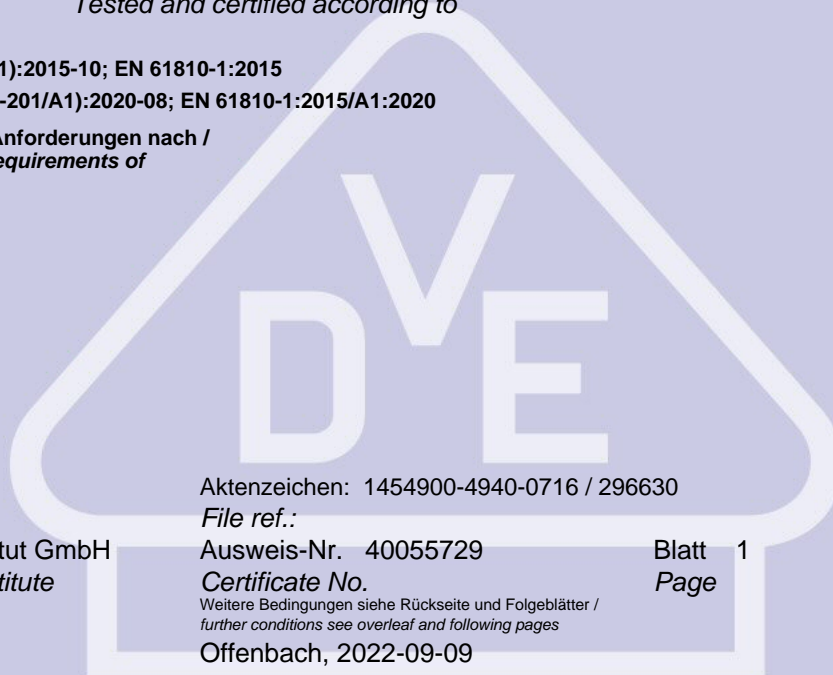 Tested and certified according to
1):2015-10; EN 61810-1:2015
-201/A1):2020-08; EN 61810-1:2015/A1:2020
Anforderungen nach /
equirements of
V
D E
Aktenzeichen: 1454900-4940-0716 / 296630
File ref.:
tut GmbH Ausweis-Nr. 40055729 Blatt 1
titute Certificate No. Page
Weitere Bedingungen siehe Rückseite und Folgeblätter /
further conditions see overleaf and following pages
Offenbach, 2022-09-09